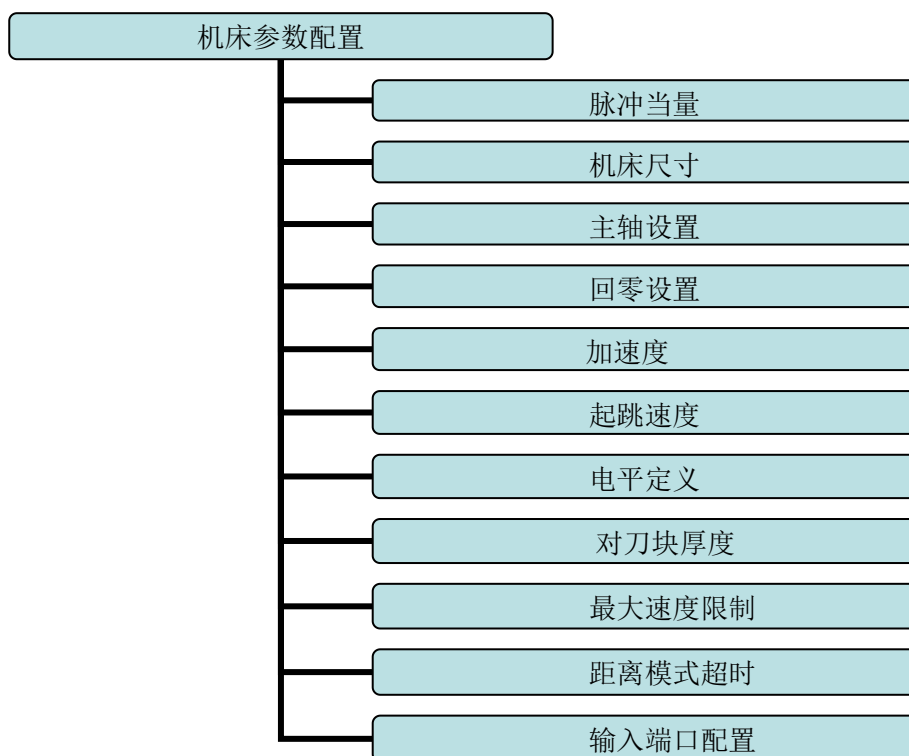 机床参数配置
脉冲当量
机床尺寸
主轴设置
回零设置
加速度
起跳速度
电平定义
对刀块厚度
最大速度限制
距离模式超时
输入端口配置